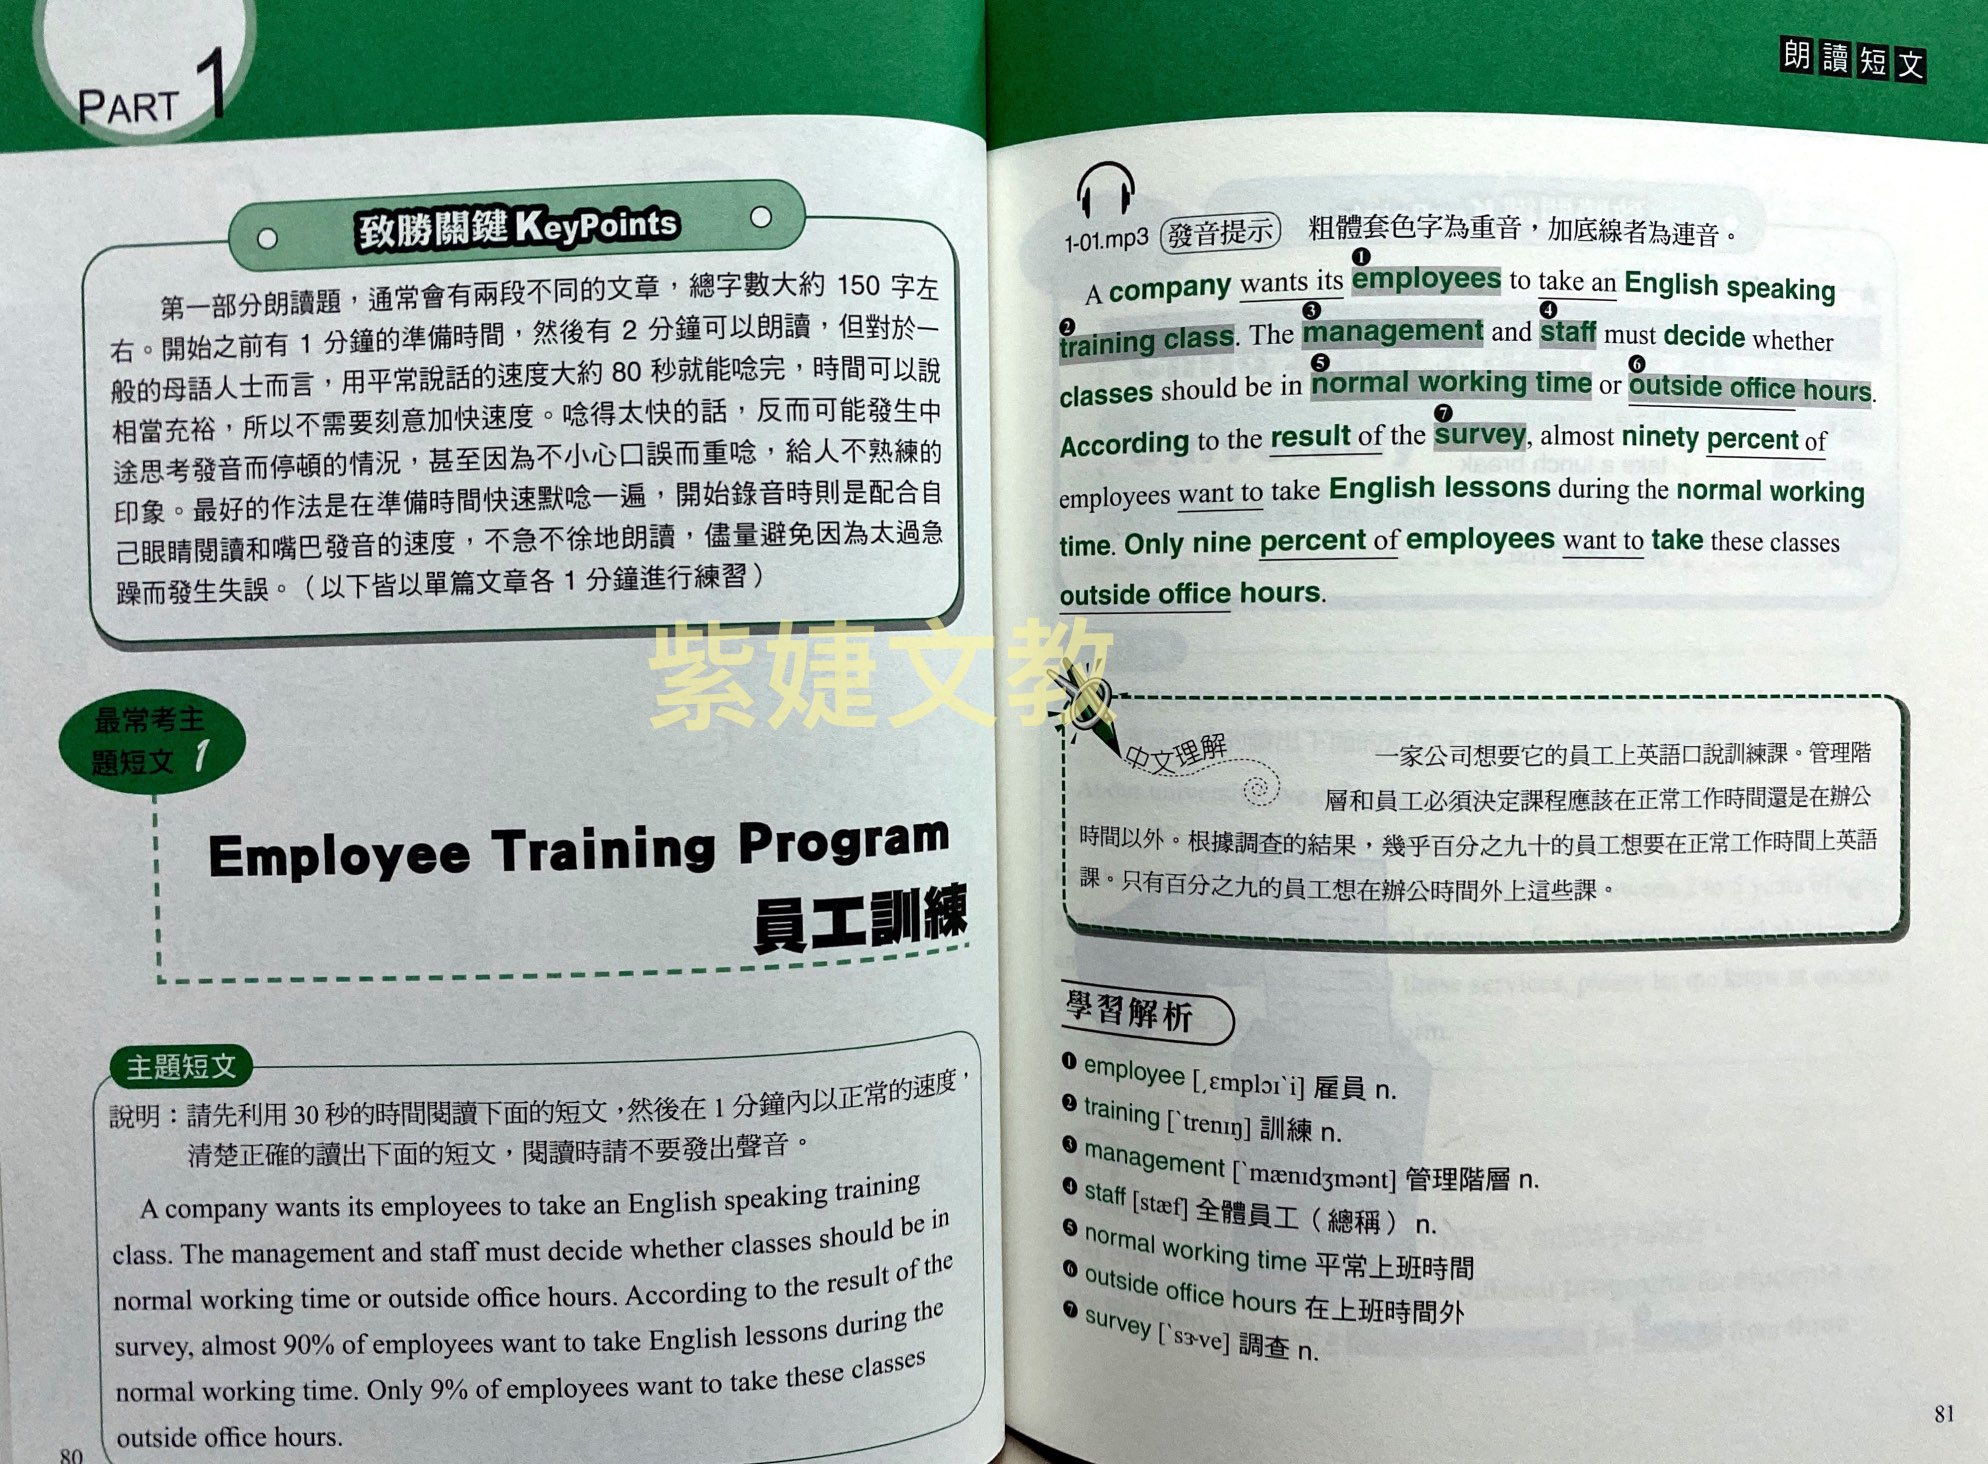 PART 1
致勝關鍵KeyPoints
第一部分朗讀題，通常會有兩段不同的文章，總字數大約 150 字左
右。開始之前有 1 分鐘的準備時間，然後有 2 分鐘可以朗讀，但對於一
般的母語人士而言，用平常說話的速度大約 80 秒就能唸完，時間可以說
相當充裕，所以不需要刻意加快速度。唸得太快的話，反而可能發生中
途思考發音而停頓的情況，甚至因為不小心口誤而重唸，給人不熟練的
印象。最好的作法是在準備時間快速默唸一遍，開始錄音時則是配合自
己眼睛閱讀和嘴巴發音的速度，不急不徐地朗讀，儘量避免因為太過急
躁而發生失誤。（以下皆以單篇文章各 1 分鐘進行練習）
最常考主
題短文 1
Employee Training Program
員工訓練
主題短文
說明：請先利用 30 秒的時間閱讀下面的短文，然後在 1 分鐘內以正常的速度，
清楚正確的讀出下面的短文，閱讀時請不要發出聲音。
A company wants its employees to take an English speaking training
class. The management and staff must decide whether classes should be in
normal working time or outside office hours. According to the result of the
survey, almost 90% of employees want to take English lessons during the
normal working time. Only 9% of employees want to take these classes
outside office hours.
80
紫婕文教
朗讀短文
1-01.mp3 發音提示 粗體套色字為重音，加底線者為連音。
A company wants its ❶employees to take an English speaking
❷training class. The ❸management and ❹staff must decide whether
classes should be in ❺normal working time or ❻outside office hours.
According to the result of the ❼survey, almost ninety percent of
employees want to take English lessons during the normal working
time. Only nine percent of employees want to take these classes
outside office hours.
中文理解
一家公司想要它的員工上英語口說訓練課。管理階
層和員工必須決定課程應該在正常工作時間還是在辦公
時間以外。根據調查的結果，幾乎百分之九十的員工想要在正常工作時間上英語
課。只有百分之九的員工想在辦公時間外上這些課。
學習解析
❶ employee [ˌɛmplɔɪˋi] 雇員 n.
❷ training [ˋtrenɪŋ] 訓練 n.
❸ management [ˋmænɪdʒmənt] 管理階層 n.
❹ staff [stæf] 全體員工（總稱） n.
❺ normal working time 平常上班時間
❻ outside office hours 在上班時間外
❼ survey [ˋsɝve] 調查 n.
81